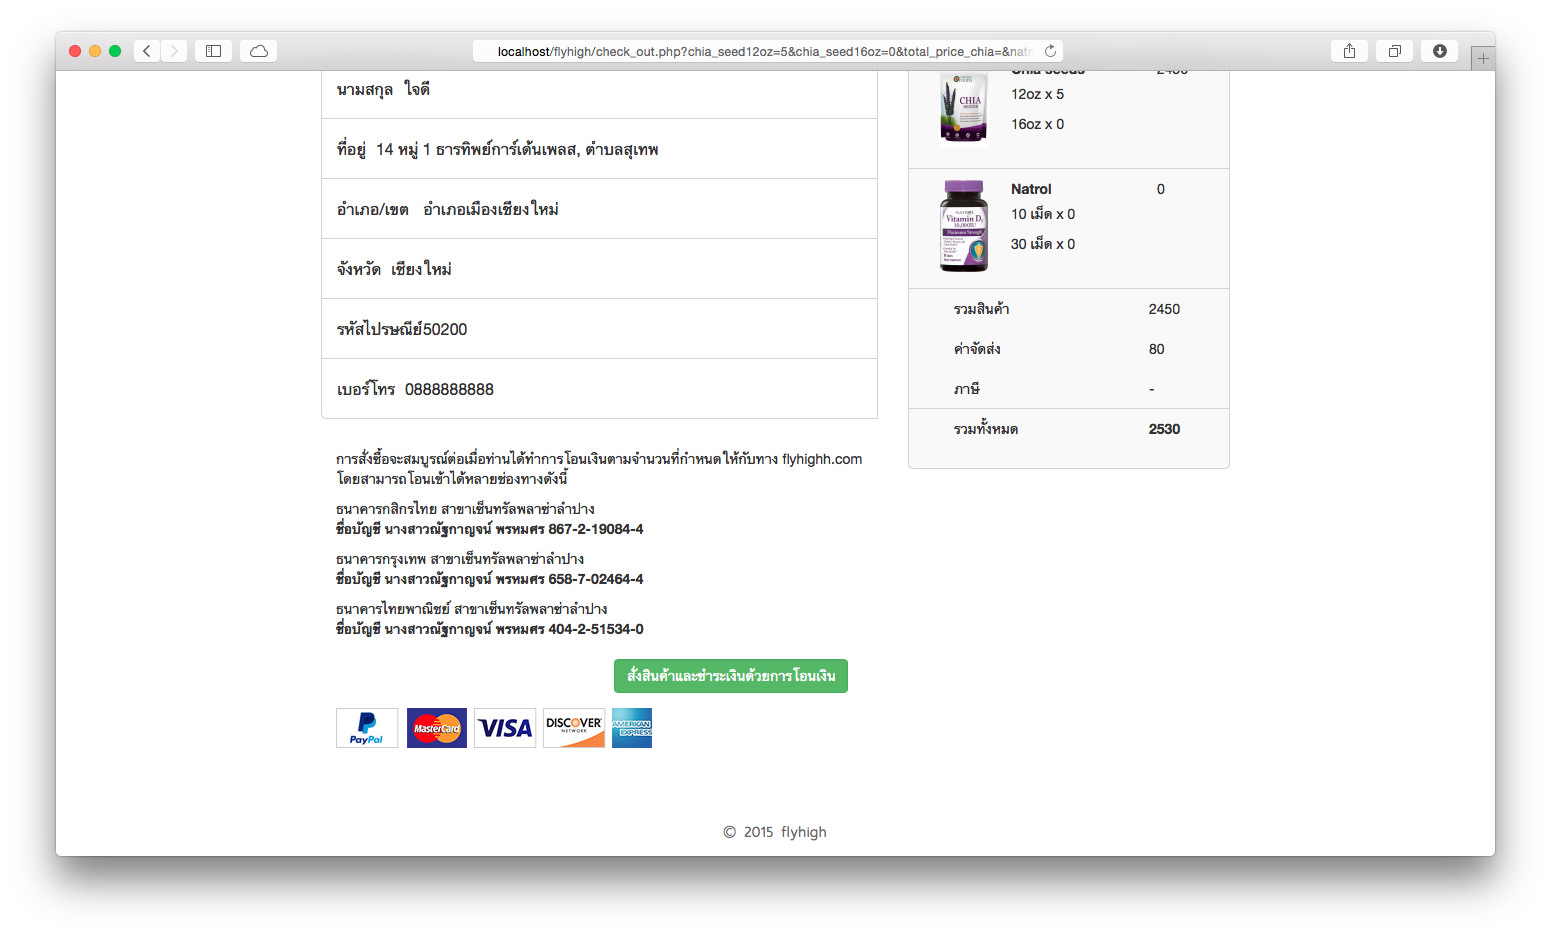 localhost/flyhigh/check_out.php?chia_seed12oz=5&chia_seed16oz=0&total_price_chia=&natr
นามสกุล ใจดี
ที่อยู่ 14 หมู่ 1 ธารทิพย์การ์เด้นเพลส, ตำบลสุเทพ
อำเภอ/เขต อำเภอเมืองเชียงใหม่
จังหวัด เชียงใหม่
รหัสไปรษณีย์50200
เบอร์โทร 0888888888
การสั่งซื้อจะสมบูรณ์ต่อเมื่อท่านได้ทำการโอนเงินตามจำนวนที่กำหนดให้กับทาง flyhighh.com
โดยสามารถโอนเข้าได้หลายช่องทางดังนี้
ธนาคารกสิกรไทย สาขาเซ็นทรัลพลาซ่าลำปาง
ชื่อบัญชี นางสาวณัฐกาญจน์ พรหมศร 867-2-19084-4
ธนาคารกรุงเทพ สาขาเซ็นทรัลพลาซ่าลำปาง
ชื่อบัญชี นางสาวณัฐกาญจน์ พรหมศร 658-7-02464-4
ธนาคารไทยพาณิชย์ สาขาเซ็นทรัลพลาซ่าลำปาง
ชื่อบัญชี นางสาวณัฐกาญจน์ พรหมศร 404-2-51534-0
สั่งสินค้าและชำระเงินด้วยการโอนเงิน
PayPal MasterCard VISA DISCOVER NETWORK AMERICAN EXPRESS
Chia seeds 2450
12oz x 5
16oz x 0
CHIA
SEEDS
Natrol 0
10 เม็ด x 0
30 เม็ด x 0
NATROL
Vitamin D3
10,000IU
Maximum Strength
รวมสินค้า 2450
ค่าจัดส่ง 80
ภาษี -
รวมทั้งหมด 2530
© 2015 flyhigh